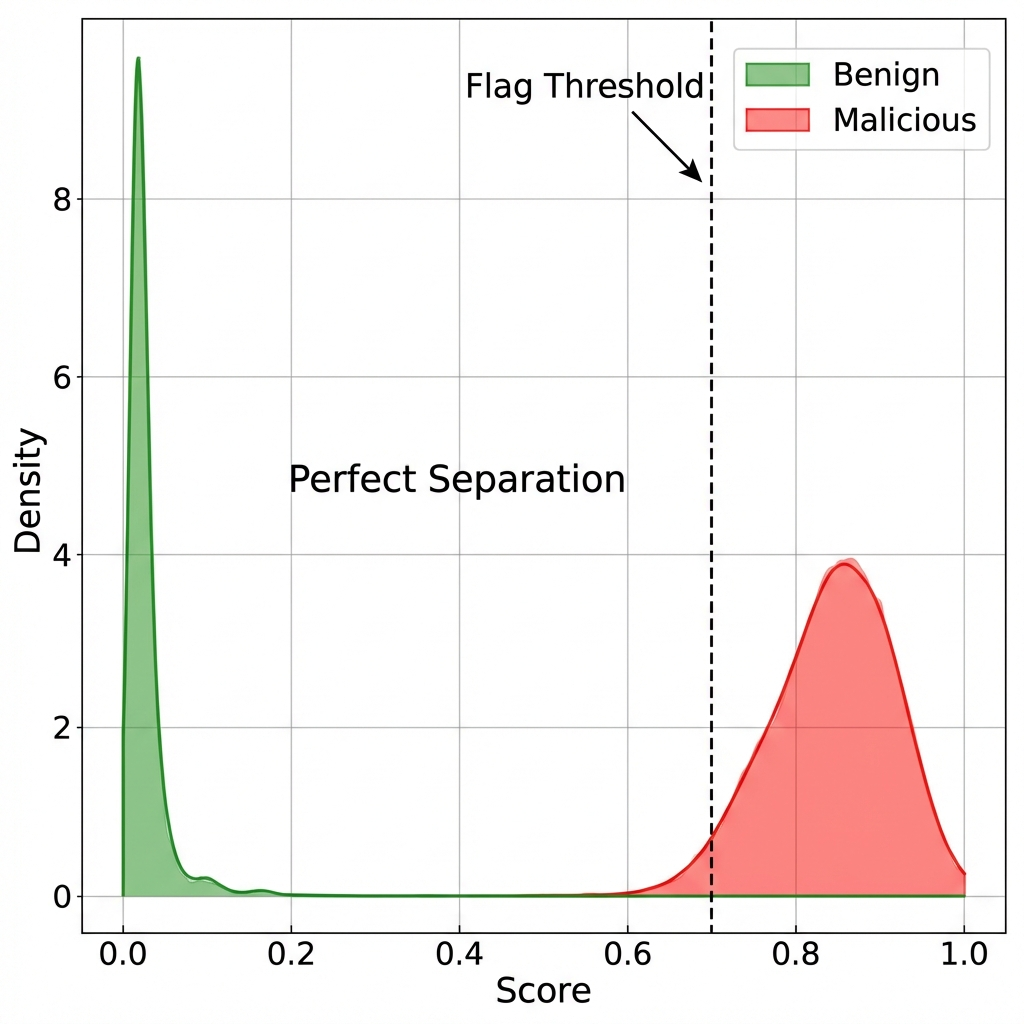 Flag Threshold
Benign
Malicious
8
6
Perfect Separation
Density
4
2
0
0.0 0.2 0.4 0.6 0.8 1.0
Score